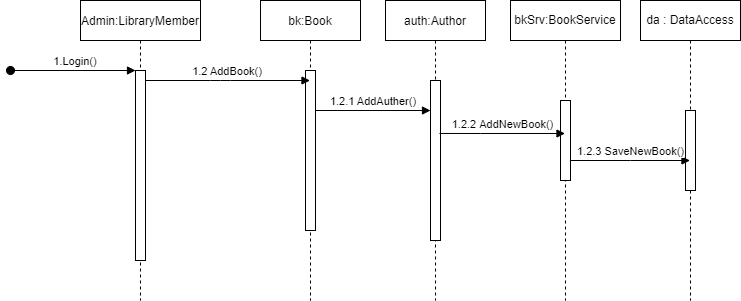 Admin:LibraryMember
bk:Book
auth:Author
bkSrv:BookService
da : DataAccess
1.Login()
1.2 AddBook()
1.2.1 AddAuther()
1.2.2 AddNewBook()
1.2.3 SaveNewBook()